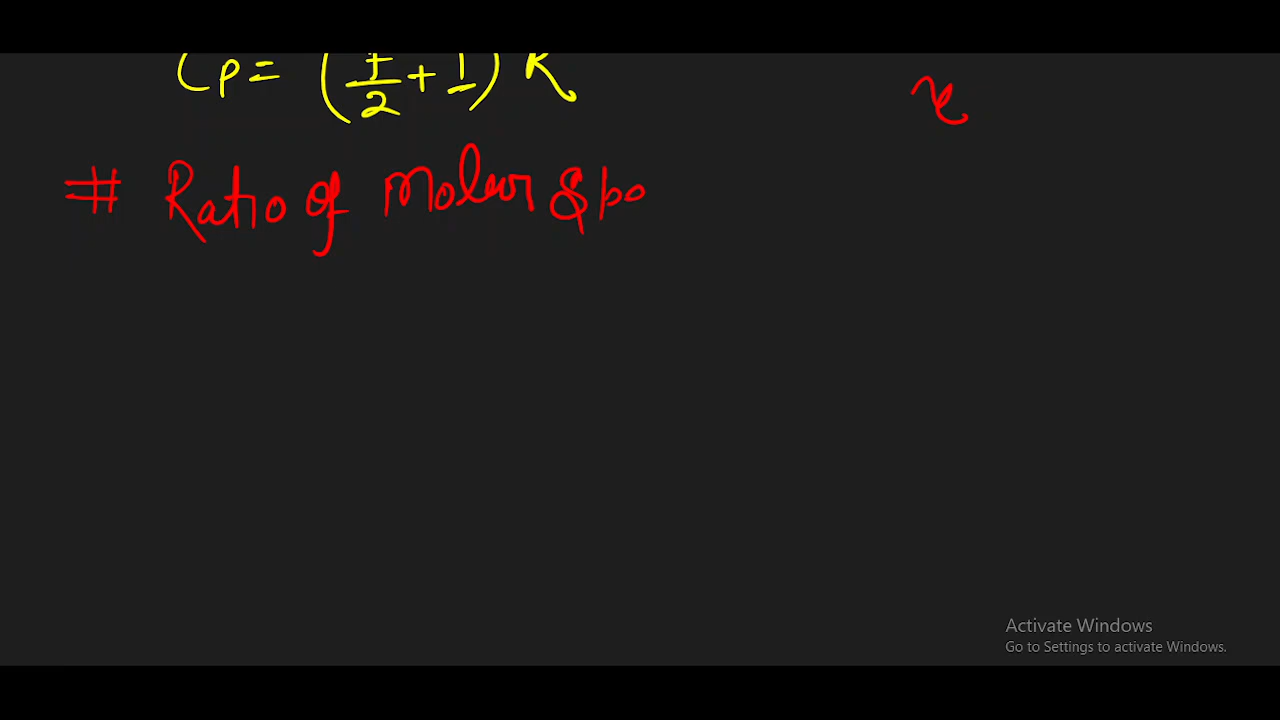 Cp = (f/2 + 1) R
# Ratio of Molar Spe
Activate Windows
Go to Settings to activate Windows.